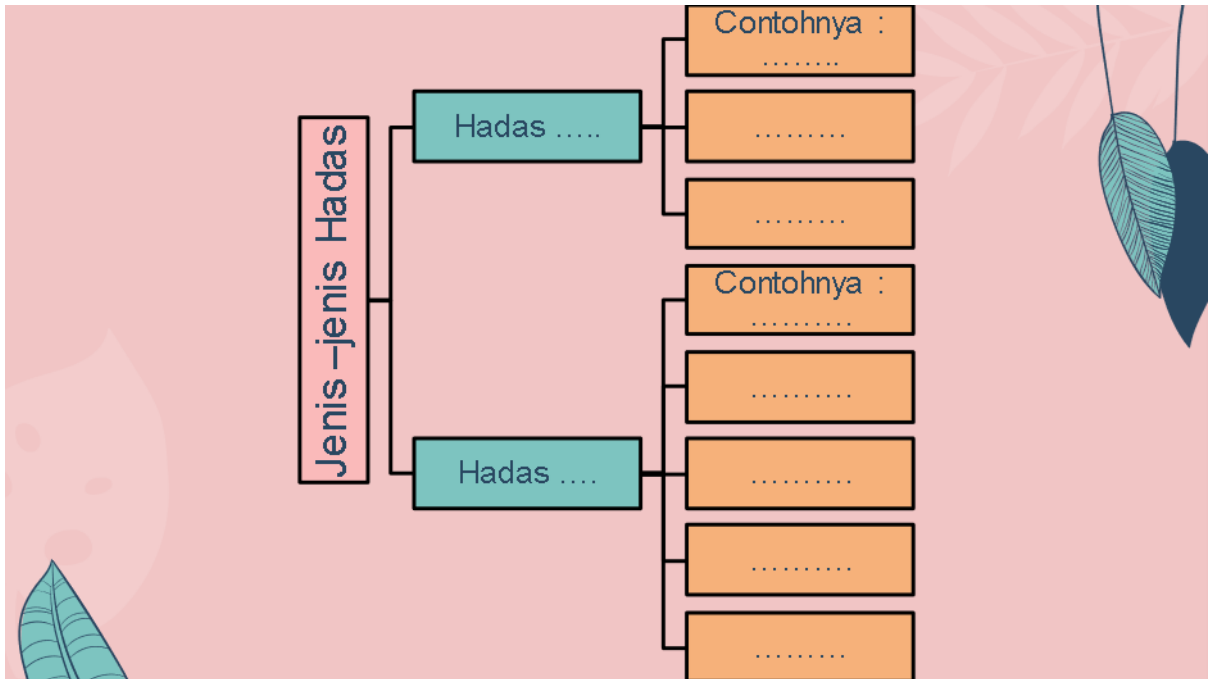 Jenis –jenis Hadas
Hadas .....
Contohnya :
........
.........
.........
Hadas ....
Contohnya :
..........
..........
..........
..........
.........